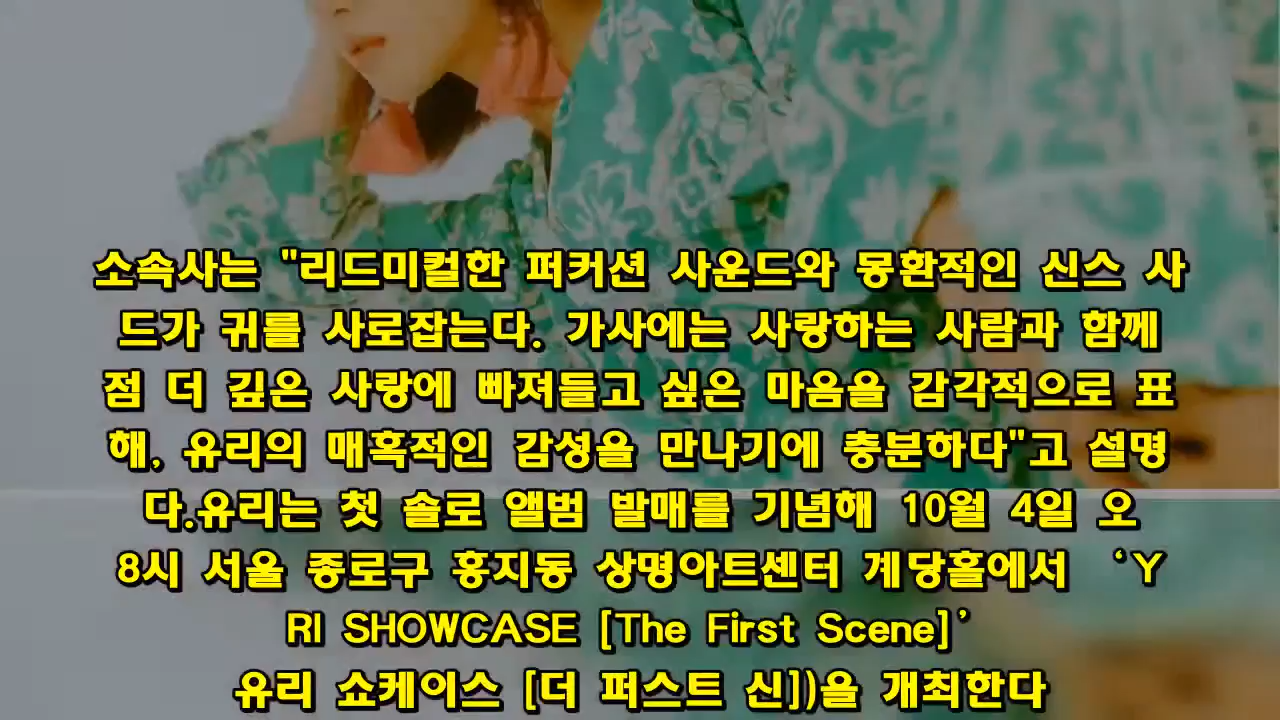 소속사는 "리드미컬한 퍼커션 사운드와 몽환적인 신스 사
드가 귀를 사로잡는다. 가사에는 사랑하는 사람과 함께
점 더 깊은 사랑에 빠져들고 싶은 마음을 감각적으로 표
해, 유리의 매혹적인 감성을 만나기에 충분하다"고 설명
다.유리는 첫 솔로 앨범 발매를 기념해 10월 4일 오
8시 서울 종로구 홍지동 상명아트센터 계당홀에서 ‘Y
RI SHOWCASE [The First Scene]’
유리 쇼케이스 [더 퍼스트 신])을 개최한다